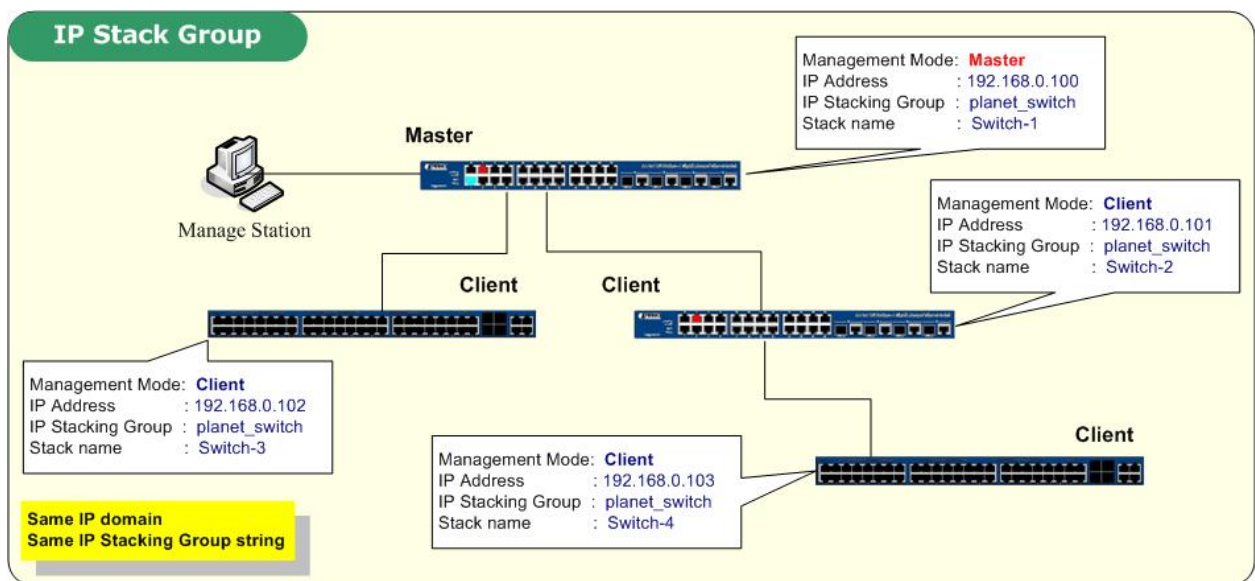 IP Stack Group
Management Mode: Master
IP Address : 192.168.0.100
IP Stacking Group : planet_switch
Stack name : Switch-1
Master
Manage Station
Management Mode: Client
IP Address : 192.168.0.101
IP Stacking Group : planet_switch
Stack name : Switch-2
Client
Client
Management Mode: Client
IP Address : 192.168.0.102
IP Stacking Group : planet_switch
Stack name : Switch-3
Client
Management Mode: Client
IP Address : 192.168.0.103
IP Stacking Group : planet_switch
Stack name : Switch-4
Same IP domain
Same IP Stacking Group string